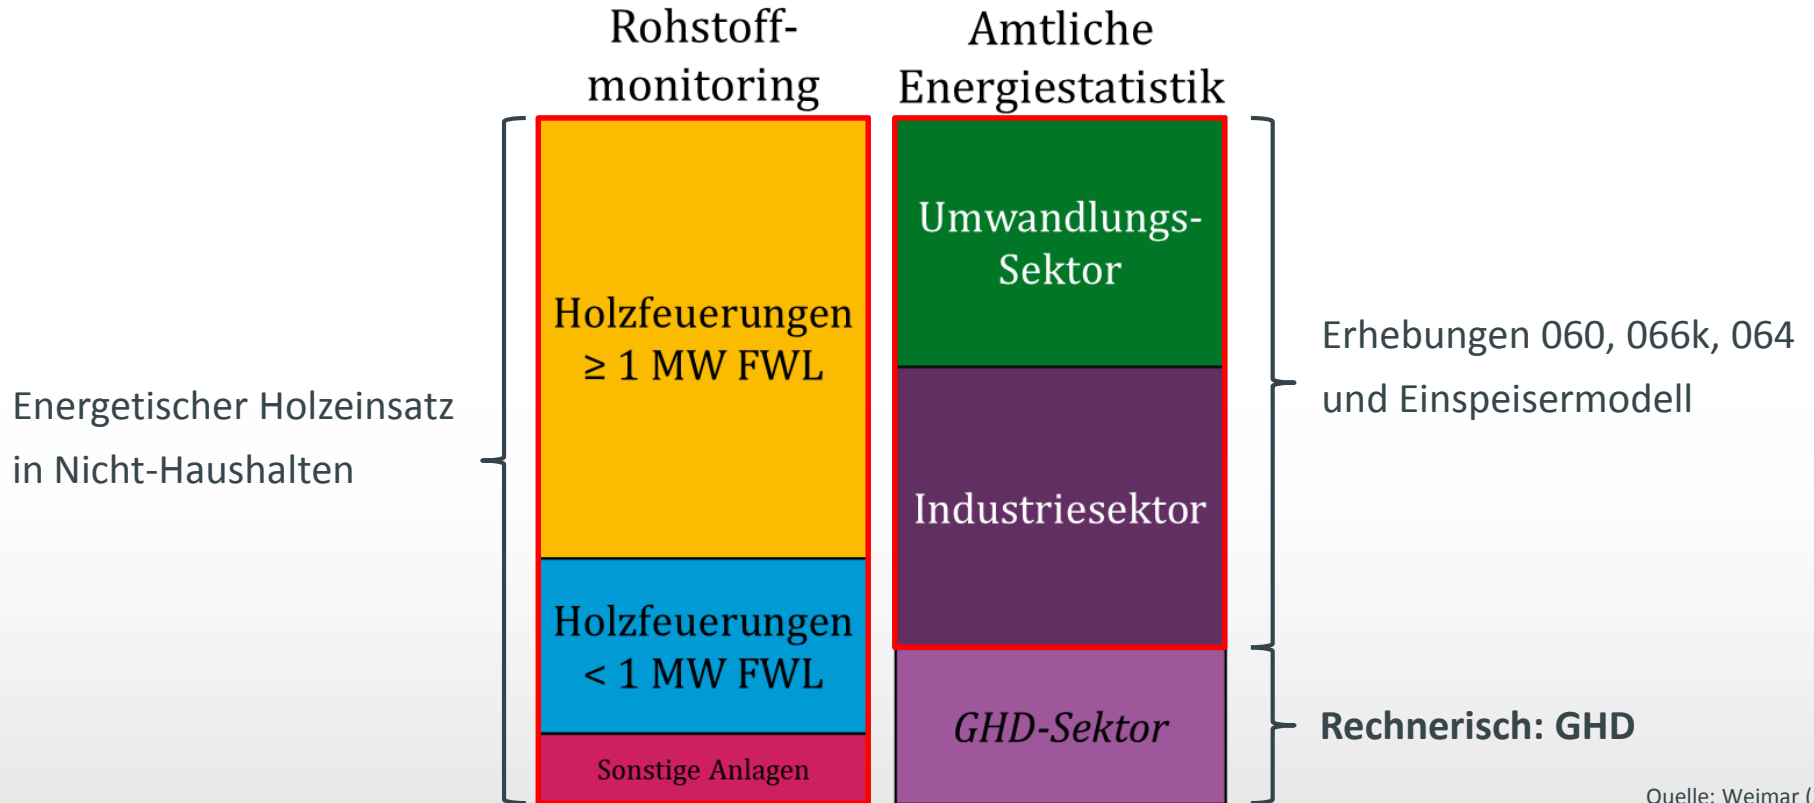 Rohstoff-
monitoring
Amtliche
Energiestatistik
Energetischer Holzeinsatz
in Nicht-Haushalten
Holzfeuerungen
≥ 1 MW FWL
Holzfeuerungen
< 1 MW FWL
Sonstige Anlagen
Umwandlungs-
Sektor
Industriesektor
GHD-Sektor
Erhebungen 060, 066k, 064
und Einspeisermodell
Rechnerisch: GHD
Quelle: Weimar (